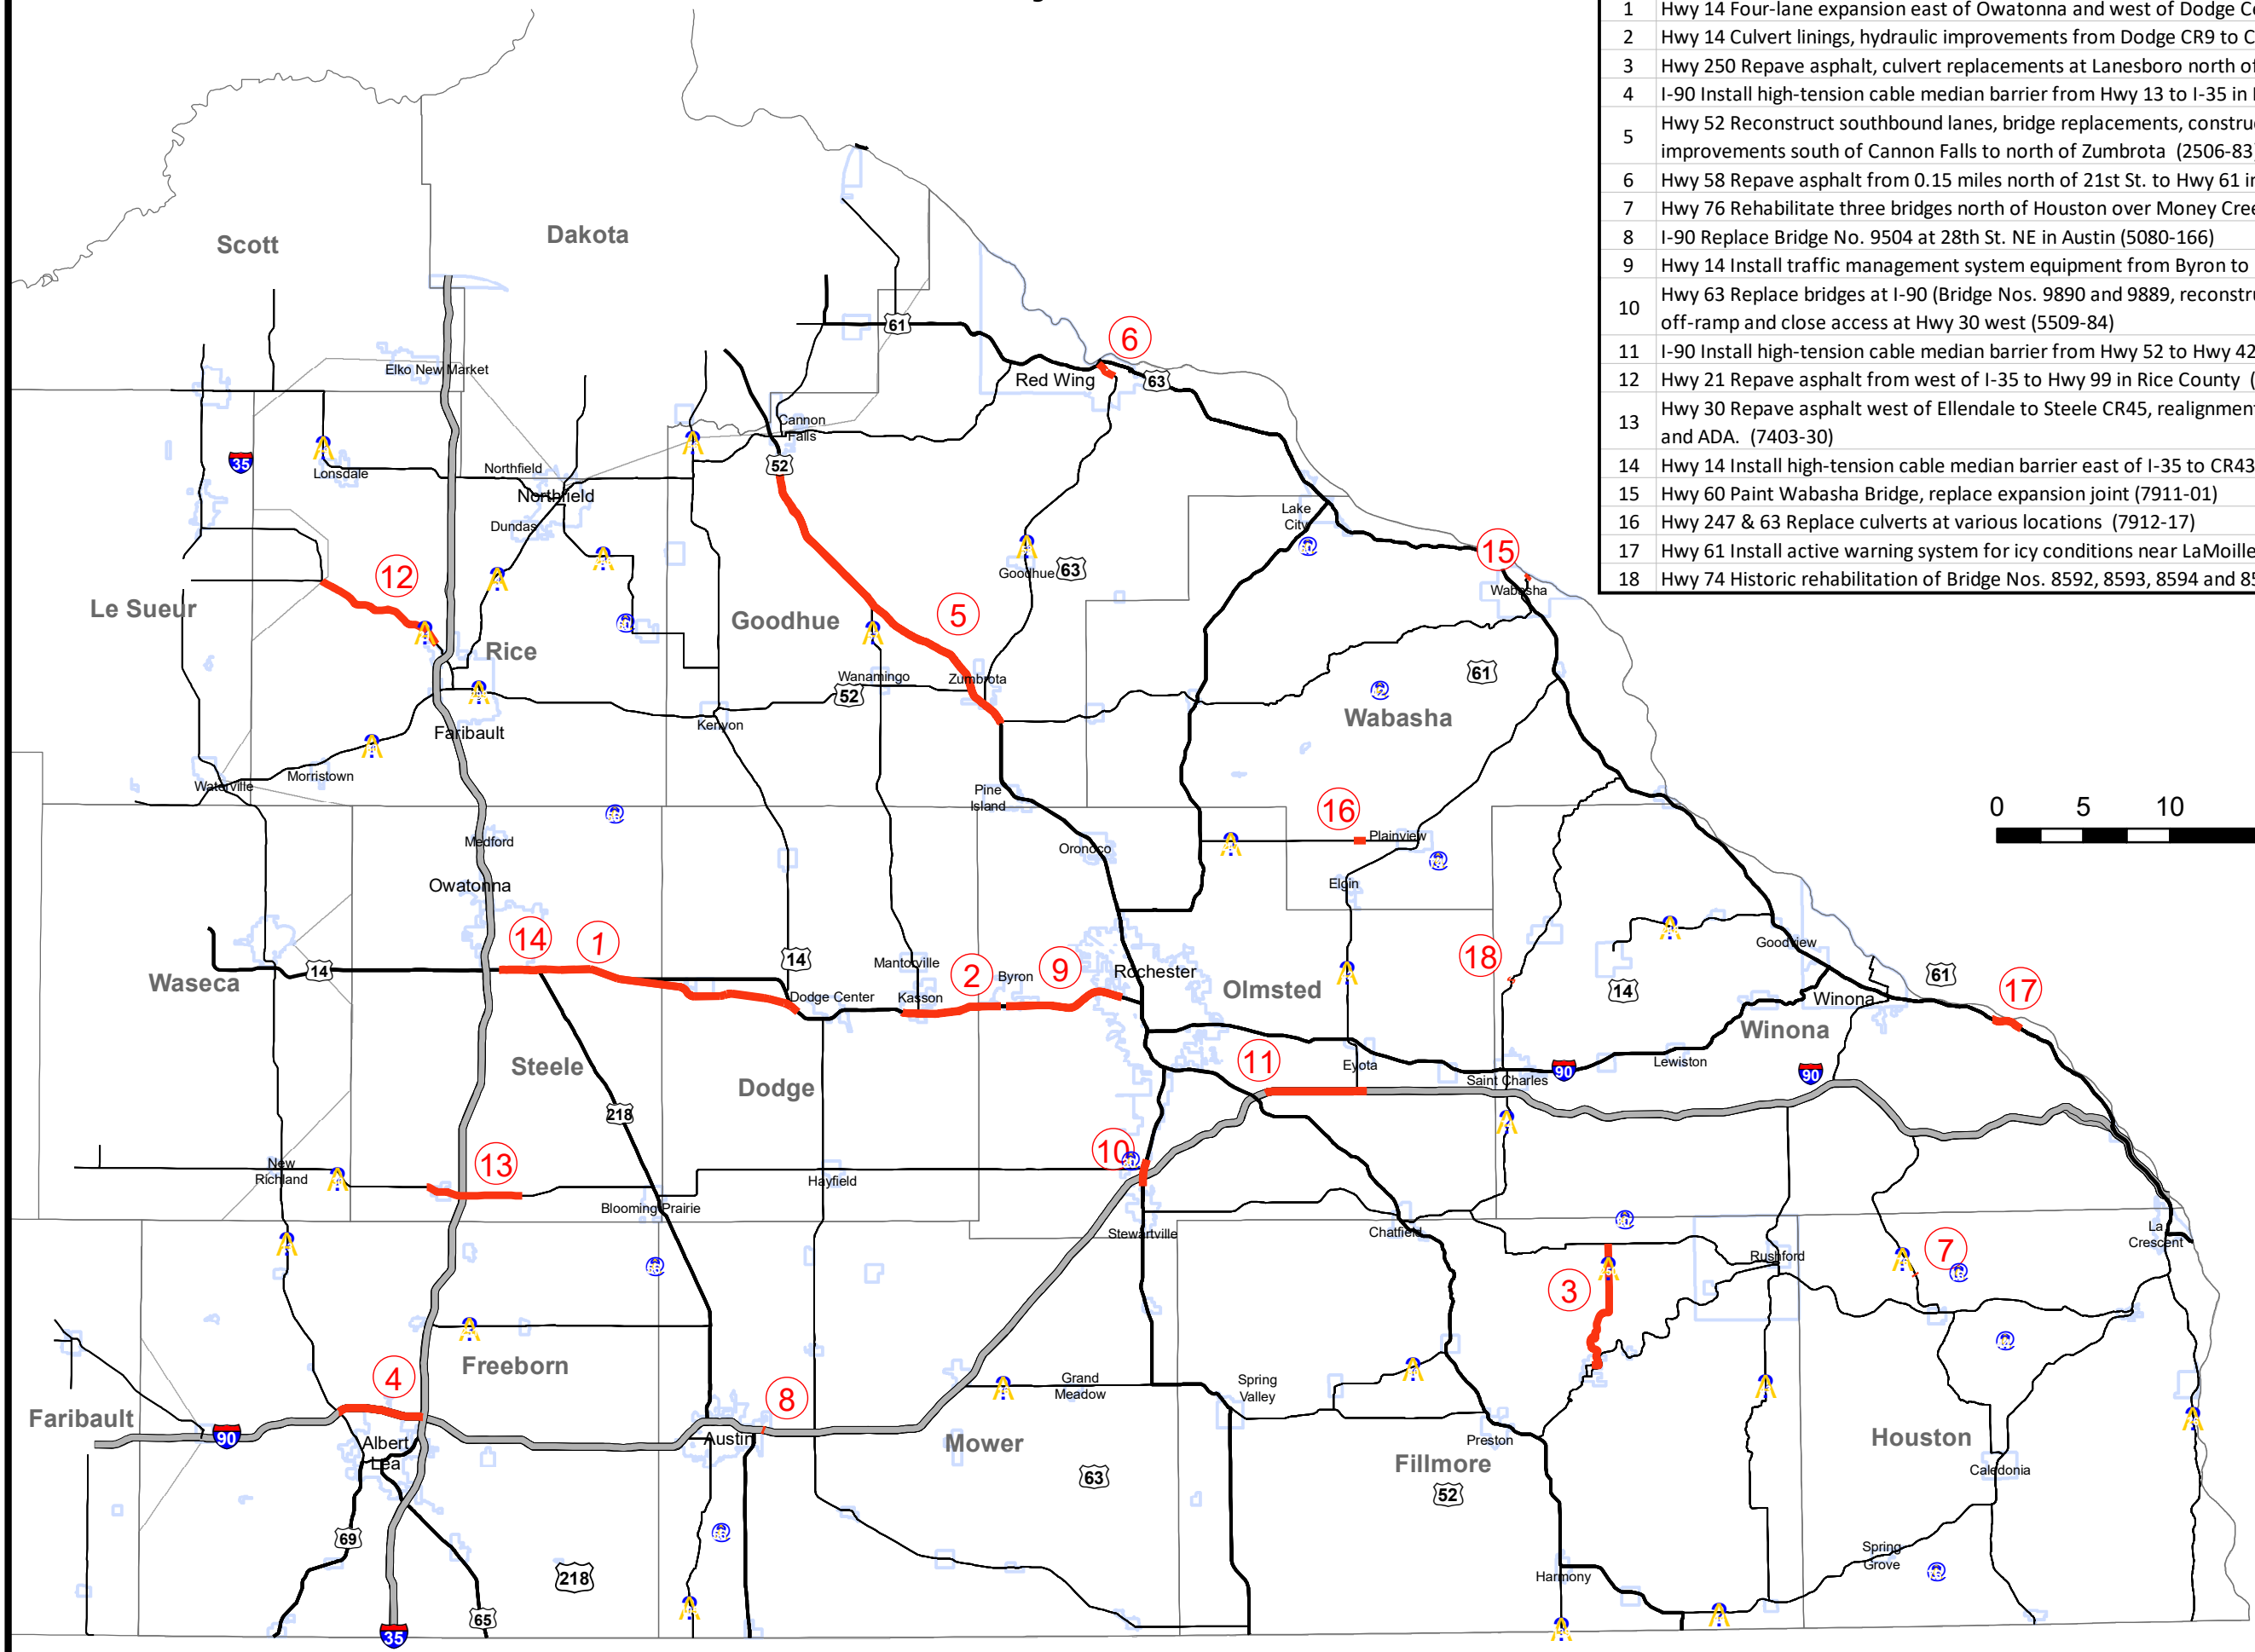 1 Hwy 14 Four-lane expansion east of Owatonna and west of Dodge Ce
2 Hwy 14 Culvert linings, hydraulic improvements from Dodge CR9 to C
3 Hwy 250 Repave asphalt, culvert replacements at Lanesboro north of
4 I-90 Install high-tension cable median barrier from Hwy 13 to I-35 in
5 Hwy 52 Reconstruct southbound lanes, bridge replacements, constru
improvements south of Cannon Falls to north of Zumbrota (2506-83
6 Hwy 58 Repave asphalt from 0.15 miles north of 21st St. to Hwy 61 in
7 Hwy 76 Rehabilitate three bridges north of Houston over Money Cree
8 I-90 Replace Bridge No. 9504 at 28th St. NE in Austin (5080-166)
9 Hwy 14 Install traffic management system equipment from Byron to
10 Hwy 63 Replace bridges at I-90 (Bridge Nos. 9890 and 9889, reconstru
off-ramp and close access at Hwy 30 west (5509-84)
11 I-90 Install high-tension cable median barrier from Hwy 52 to Hwy 42
12 Hwy 21 Repave asphalt from west of I-35 to Hwy 99 in Rice County (
13 Hwy 30 Repave asphalt west of Ellendale to Steele CR45, realignment
and ADA. (7403-30)
14 Hwy 14 Install high-tension cable median barrier east of I-35 to CR43
15 Hwy 60 Paint Wabasha Bridge, replace expansion joint (7911-01)
16 Hwy 247 & 63 Replace culverts at various locations (7912-17)
17 Hwy 61 Install active warning system for icy conditions near LaMoille
18 Hwy 74 Historic rehabilitation of Bridge Nos. 8592, 8593, 8594 and 85
Scott
Dakota
61
6
Elko New Market
Red Wing
63
Cannon
Falls
35
52
Lonsdale
Northfield
Northfield
Dundas
Lake
City
15
12
Goodhue
63
Wabasha
Le Sueur
Goodhue
5
Rice
61
Wanamingo
52
Zumbrota
Wabasha
Kenyon
Faribault
Morristown
Waterville
Pine
Island
0 5 10
16
Plainview
Medford
Oronoco
Owatonna
Elgin
14
1
Goodview
14
14
Mantorville
2
Byron
9
Rochester
18
Waseca
Olmsted
14
61
17
Dodge Center
Kasson
Winona
Winona
11
Steele
Eyota
Lewiston
Dodge
Saint Charles
90
90
218
10
13
New
Richland
Hayfield
Blooming Prairie
Stewartville
Chatfield
La
Crescent
Rushford
7
3
Freeborn
4
Grand
Meadow
Spring
Valley
8
Faribault
90
Albert
Lea
Austin
Mower
Preston
Houston
Fillmore
63
Caledonia
52
69
Spring
Grove
218
Harmony
65
35